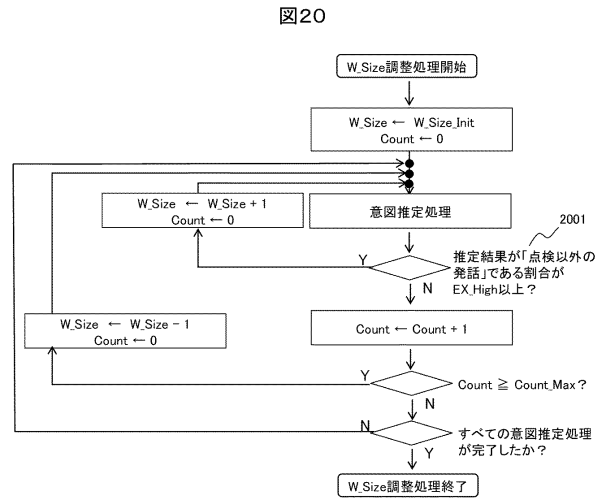 図20
W_Size調整処理開始
W_Size ← W_Size_Init
Count ← 0
W_Size ← W_Size + 1
Count ← 0
意図推定処理
2001
推定結果が「点検以外の
発話」である割合が
EX_High以上？
Y
N
W_Size ← W_Size − 1
Count ← 0
Count ← Count + 1
Y
Count ≧ Count_Max？
N
N
すべての意図推定処理
が完了したか？
Y
W_Size調整処理終了